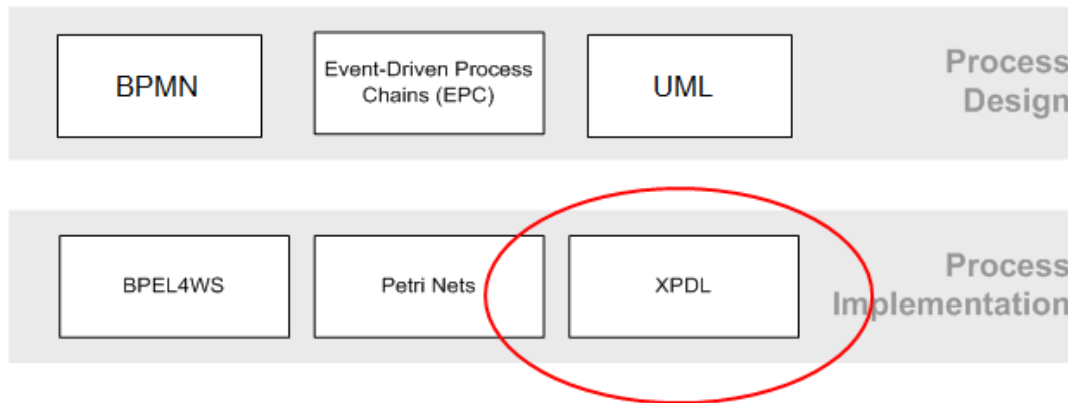 BPMN
Event-Driven Process
Chains (EPC)
UML
Process
Design
BPEL4WS
Petri Nets
XPDL
Process
Implementation